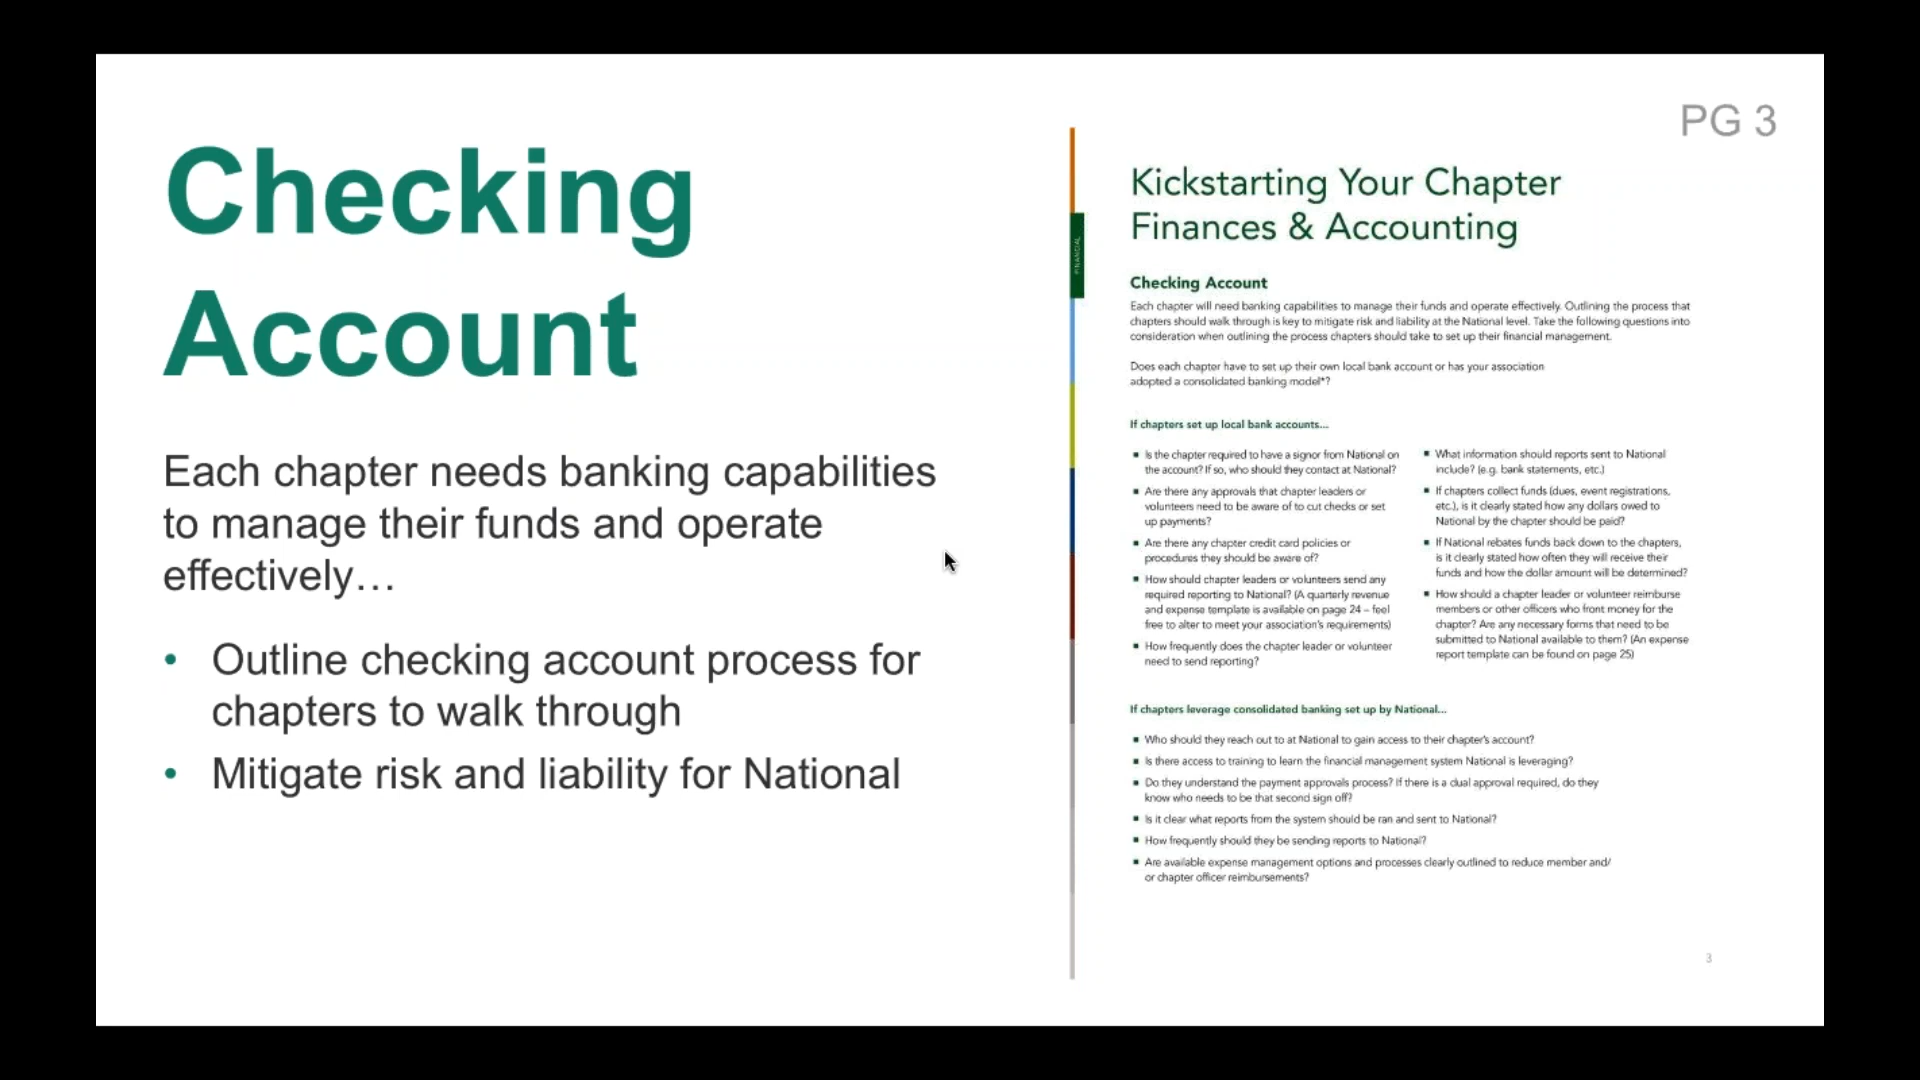 PG 3
Checking
Account
Each chapter needs banking capabilities
to manage their funds and operate
effectively…
• Outline checking account process for
chapters to walk through
• Mitigate risk and liability for National
FINANCIAL
Kickstarting Your Chapter
Finances & Accounting
Checking Account
Each chapter will need banking capabilities to manage their funds and operate effectively. Outlining the process that
chapters should walk through is key to mitigate risk and liability at the National level. Take the following questions into
consideration when outlining the process chapters should take to set up their financial management.
Does each chapter have to set up their own local bank account or has your association
adopted a consolidated banking model*?
If chapters set up local bank accounts...
▪ Is the chapter required to have a signor from National on
the account? If so, who should they contact at National?
▪ Are there any approvals that chapter leaders or
volunteers need to be aware of to cut checks or set
up payments?
▪ Are there any chapter credit card policies or
procedures they should be aware of?
▪ How should chapter leaders or volunteers send any
required reporting to National? (A quarterly revenue
and expense template is available on page 24 – feel
free to alter to meet your association's requirements)
▪ How frequently does the chapter leader or volunteer
need to send reporting?
▪ What information should reports sent to National
include? (e.g. bank statements, etc.)
▪ If chapters collect funds (dues, event registrations,
etc.), is it clearly stated how any dollars owed to
National by the chapter should be paid?
▪ If National rebates funds back down to the chapters,
is it clearly stated how often they will receive their
funds and how the dollar amount will be determined?
▪ How should a chapter leader or volunteer reimburse
members or other officers who front money for the
chapter? Are any necessary forms that need to be
submitted to National available to them? (An expense
report template can be found on page 25)
If chapters leverage consolidated banking set up by National...
▪ Who should they reach out to at National to gain access to their chapter's account?
▪ Is there access to training to learn the financial management system National is leveraging?
▪ Do they understand the payment approvals process? If there is a dual approval required, do they
know who needs to be that second sign off?
▪ Is it clear what reports from the system should be ran and sent to National?
▪ How frequently should they be sending reports to National?
▪ Are available expense management options and processes clearly outlined to reduce member and/
or chapter officer reimbursements?
3